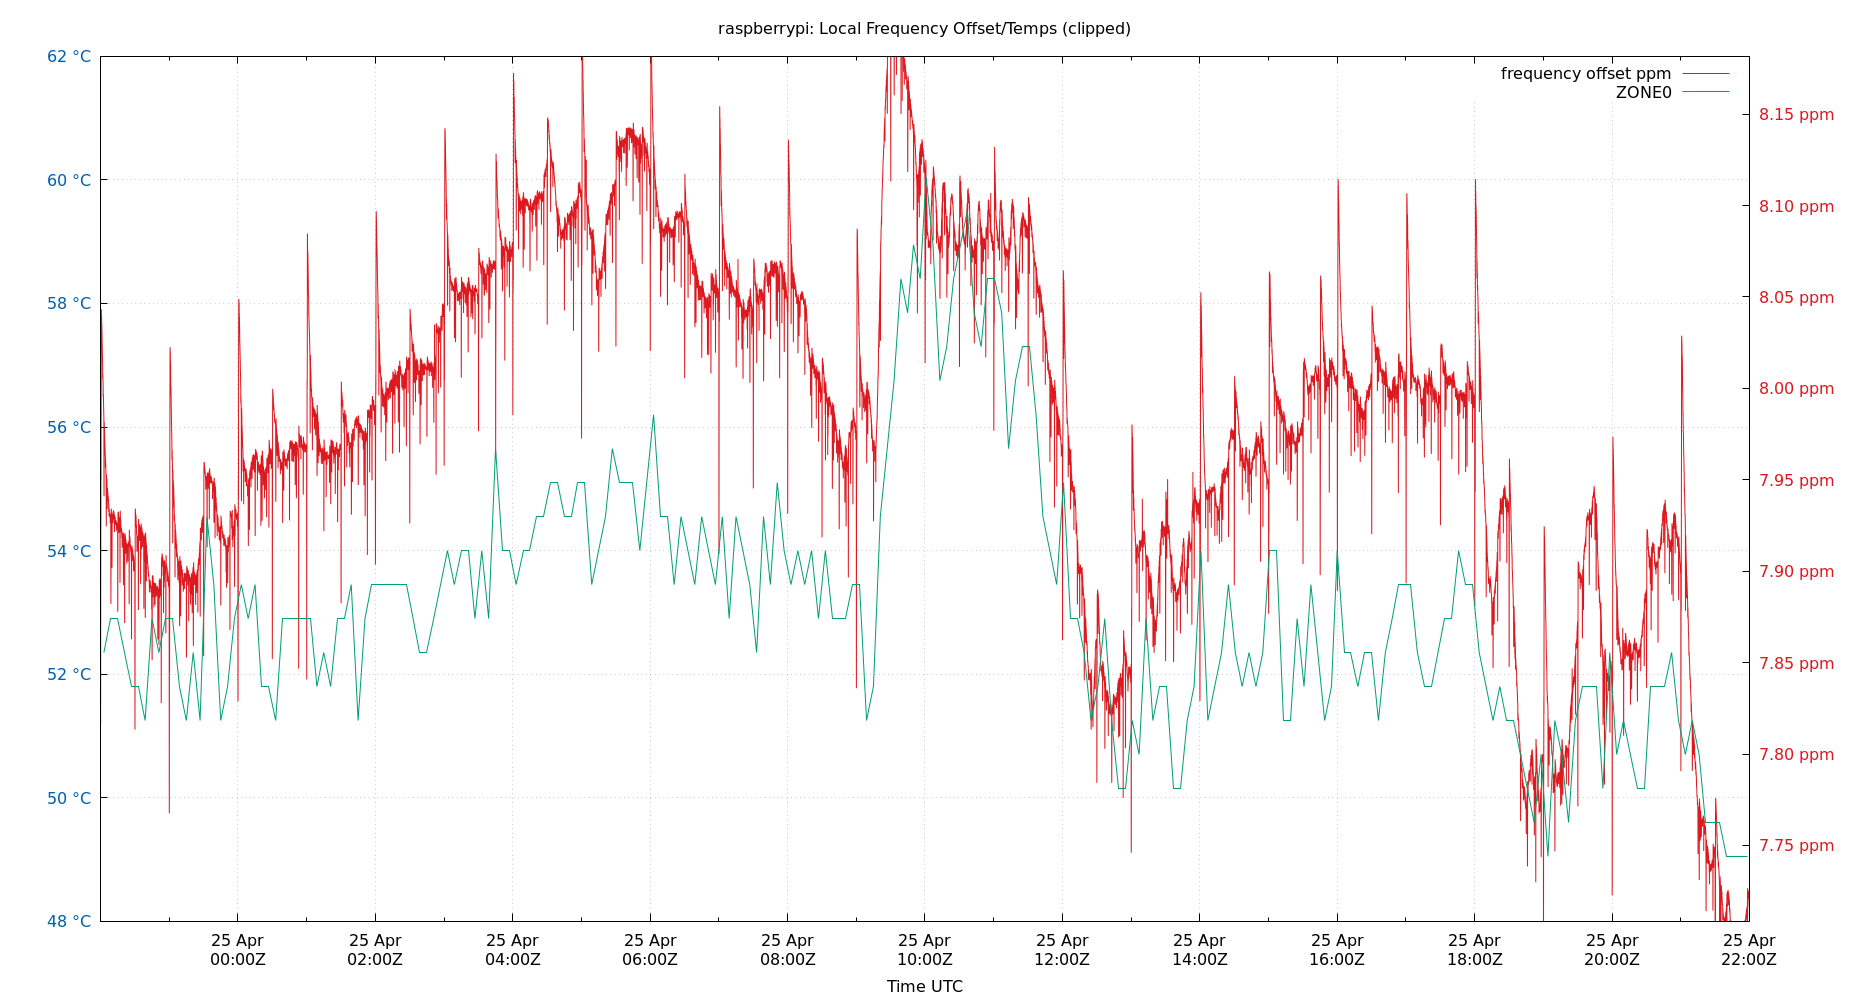 raspberrypi: Local Frequency Offset/Temps (clipped)
frequency offset ppm
ZONE0
62 °C
60 °C
58 °C
56 °C
54 °C
52 °C
50 °C
48 °C
8.15 ppm
8.10 ppm
8.05 ppm
8.00 ppm
7.95 ppm
7.90 ppm
7.85 ppm
7.80 ppm
7.75 ppm
25 Apr 25 Apr 25 Apr 25 Apr 25 Apr 25 Apr 25 Apr 25 Apr 25 Apr 25 Apr 25 Apr 25 Apr
00:00Z 02:00Z 04:00Z 06:00Z 08:00Z 10:00Z 12:00Z 14:00Z 16:00Z 18:00Z 20:00Z 22:00Z
Time UTC